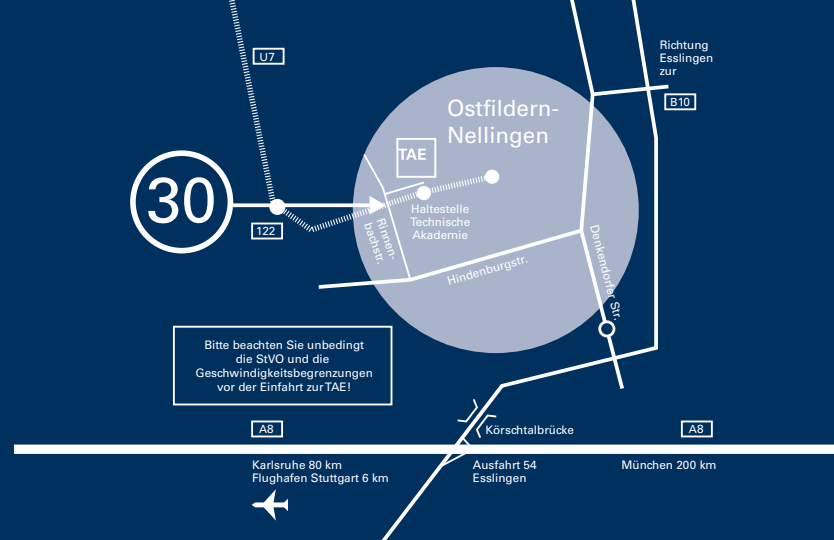 U7
Richtung
Esslingen
zur
B10
Ostfildern-
Nellingen
TAE
30
122
Haltestelle
Technische
Akademie
Rinnen-
bachstr.
Hindenburgstr.
Denkendorfer Str.
Bitte beachten Sie unbedingt
die StVO und die
Geschwindigkeitsbegrenzungen
vor der Einfahrt zur TAE!
A8
Körschtalbrücke
A8
Karlsruhe 80 km
Flughafen Stuttgart 6 km
Ausfahrt 54
Esslingen
München 200 km